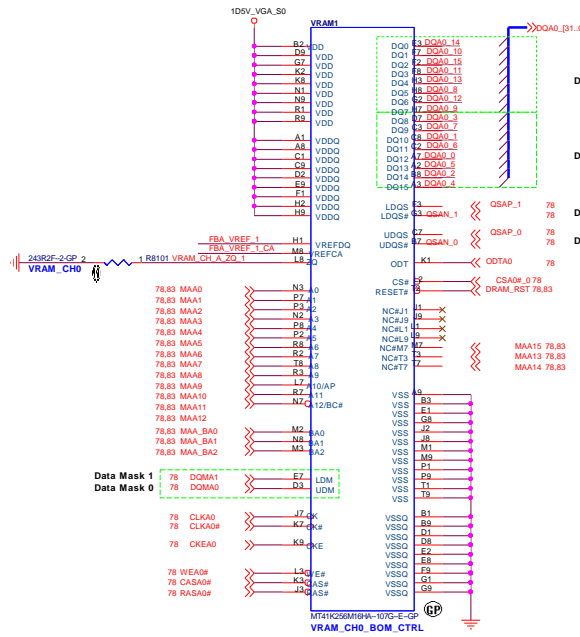 1D5V_VGA_S0
VRAM1
DQA0_[31..0
B2 VDD E3 DQA0_14
D9 VDD DQ0 F7 DQA0_10
G7 VDD DQ1 F2 DQA0_15
K2 VDD DQ2 F8 DQA0_11
K8 VDD DQ3 H3 DQA0_13
N1 VDD DQ4 H8 DQA0_8
N9 VDD DQ5 G2 DQA0_12
R1 VDD DQ6 H7 DQA0_9
R9 VDD DQ7 D7 DQA0_3
DQ8 C3 DQA0_7
A1 VDDQ DQ9 C8 DQA0_1
A8 VDDQ DQ10 C2 DQA0_6
C1 VDDQ DQ11 A7 DQA0_0
C9 VDDQ DQ12 A2 DQA0_5
D2 VDDQ DQ13 B8 DQA0_2
E9 VDDQ DQ14 A3 DQA0_4
F1 VDDQ DQ15
H2 VDDQ LDQS F3 QSAP_1 78
H9 VDDQ LDQS# G3 QSAN_1 78
UDQS C7 QSAP_0 78
FBA_VREF_1 H1 VREFDQ UDQS# B7 QSAN_0 78
FBA_VREF_1_CA M8 VREFCA
243R2F-2-GP 2 1 R8101 VRAM_CH_A_ZQ_1 L8 ZQ ODT K1 ODTA0 78
VRAM_CH0
CS# L2 CSA0#_0 78
78,83 MAA0 N3 A0 RESET# T2 DRAM_RST 78,83
78,83 MAA1 P7 A1
78,83 MAA2 P3 A2 NC#J1 J1
78,83 MAA3 N2 A3 NC#J9 J9
78,83 MAA4 P8 A4 NC#L1 L1
78,83 MAA5 P2 A5 NC#L9 L9
78,83 MAA6 R8 A6 NC#M7 M7 MAA15 78,83
78,83 MAA7 R2 A7 NC#T3 T3 MAA13 78,83
78,83 MAA8 T8 A8 NC#T7 T7 MAA14 78,83
78,83 MAA9 R3 A9
78,83 MAA10 L7 A10/AP VSS A9
78,83 MAA11 R7 A11 VSS B3
78,83 MAA12 N7 A12/BC# VSS E1
VSS G8
78,83 MAA_BA0 M2 BA0 VSS J2
78,83 MAA_BA1 N8 BA1 VSS J8
78,83 MAA_BA2 M3 BA2 VSS M1
VSS M9
VSS P1
Data Mask 1 78 DQMA1 E7 LDM VSS P9
Data Mask 0 78 DQMA0 D3 UDM VSS T1
VSS T9
78 CLKA0 J7 CK VSSQ B1
78 CLKA0# K7 CK# VSSQ B9
VSSQ D1
78 CKEA0 K9 CKE VSSQ D8
VSSQ E2
VSSQ E8
78 WEA0# L3 WE# VSSQ F9
78 CASA0# K3 CAS# VSSQ G1
78 RASA0# J3 RAS# VSSQ G9
MT41K256M16HA-107G-E-GP
GP
VRAM_CH0_BOM_CTRL
D
D
D
D